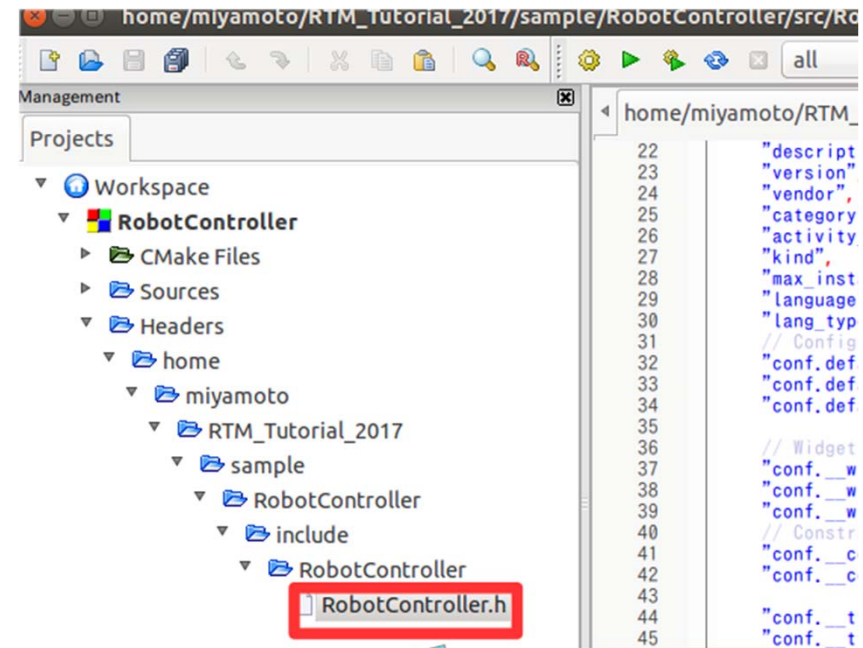 home/miyamoto/RTM_Tutorial_2017/sample/RobotController/src/Ro
all
Management
home/miyamoto/RTM_
Projects
Workspace
RobotController
CMake Files
Sources
Headers
home
miyamoto
RTM_Tutorial_2017
sample
RobotController
include
RobotController
RobotController.h
22 "descript
23 "version"
24 "vendor",
25 "category
26 "activity_
27 "kind",
28 "max_inst
29 "language
30 "lang_typ
31 // Config
32 "conf.def
33 "conf.def
34 "conf.def
35
36 // Widget
37 "conf.__w
38 "conf.__w
39 "conf.__w
40 // Constr
41 "conf.__c
42 "conf.__c
43
44 "conf.__t
45 "conf.__t